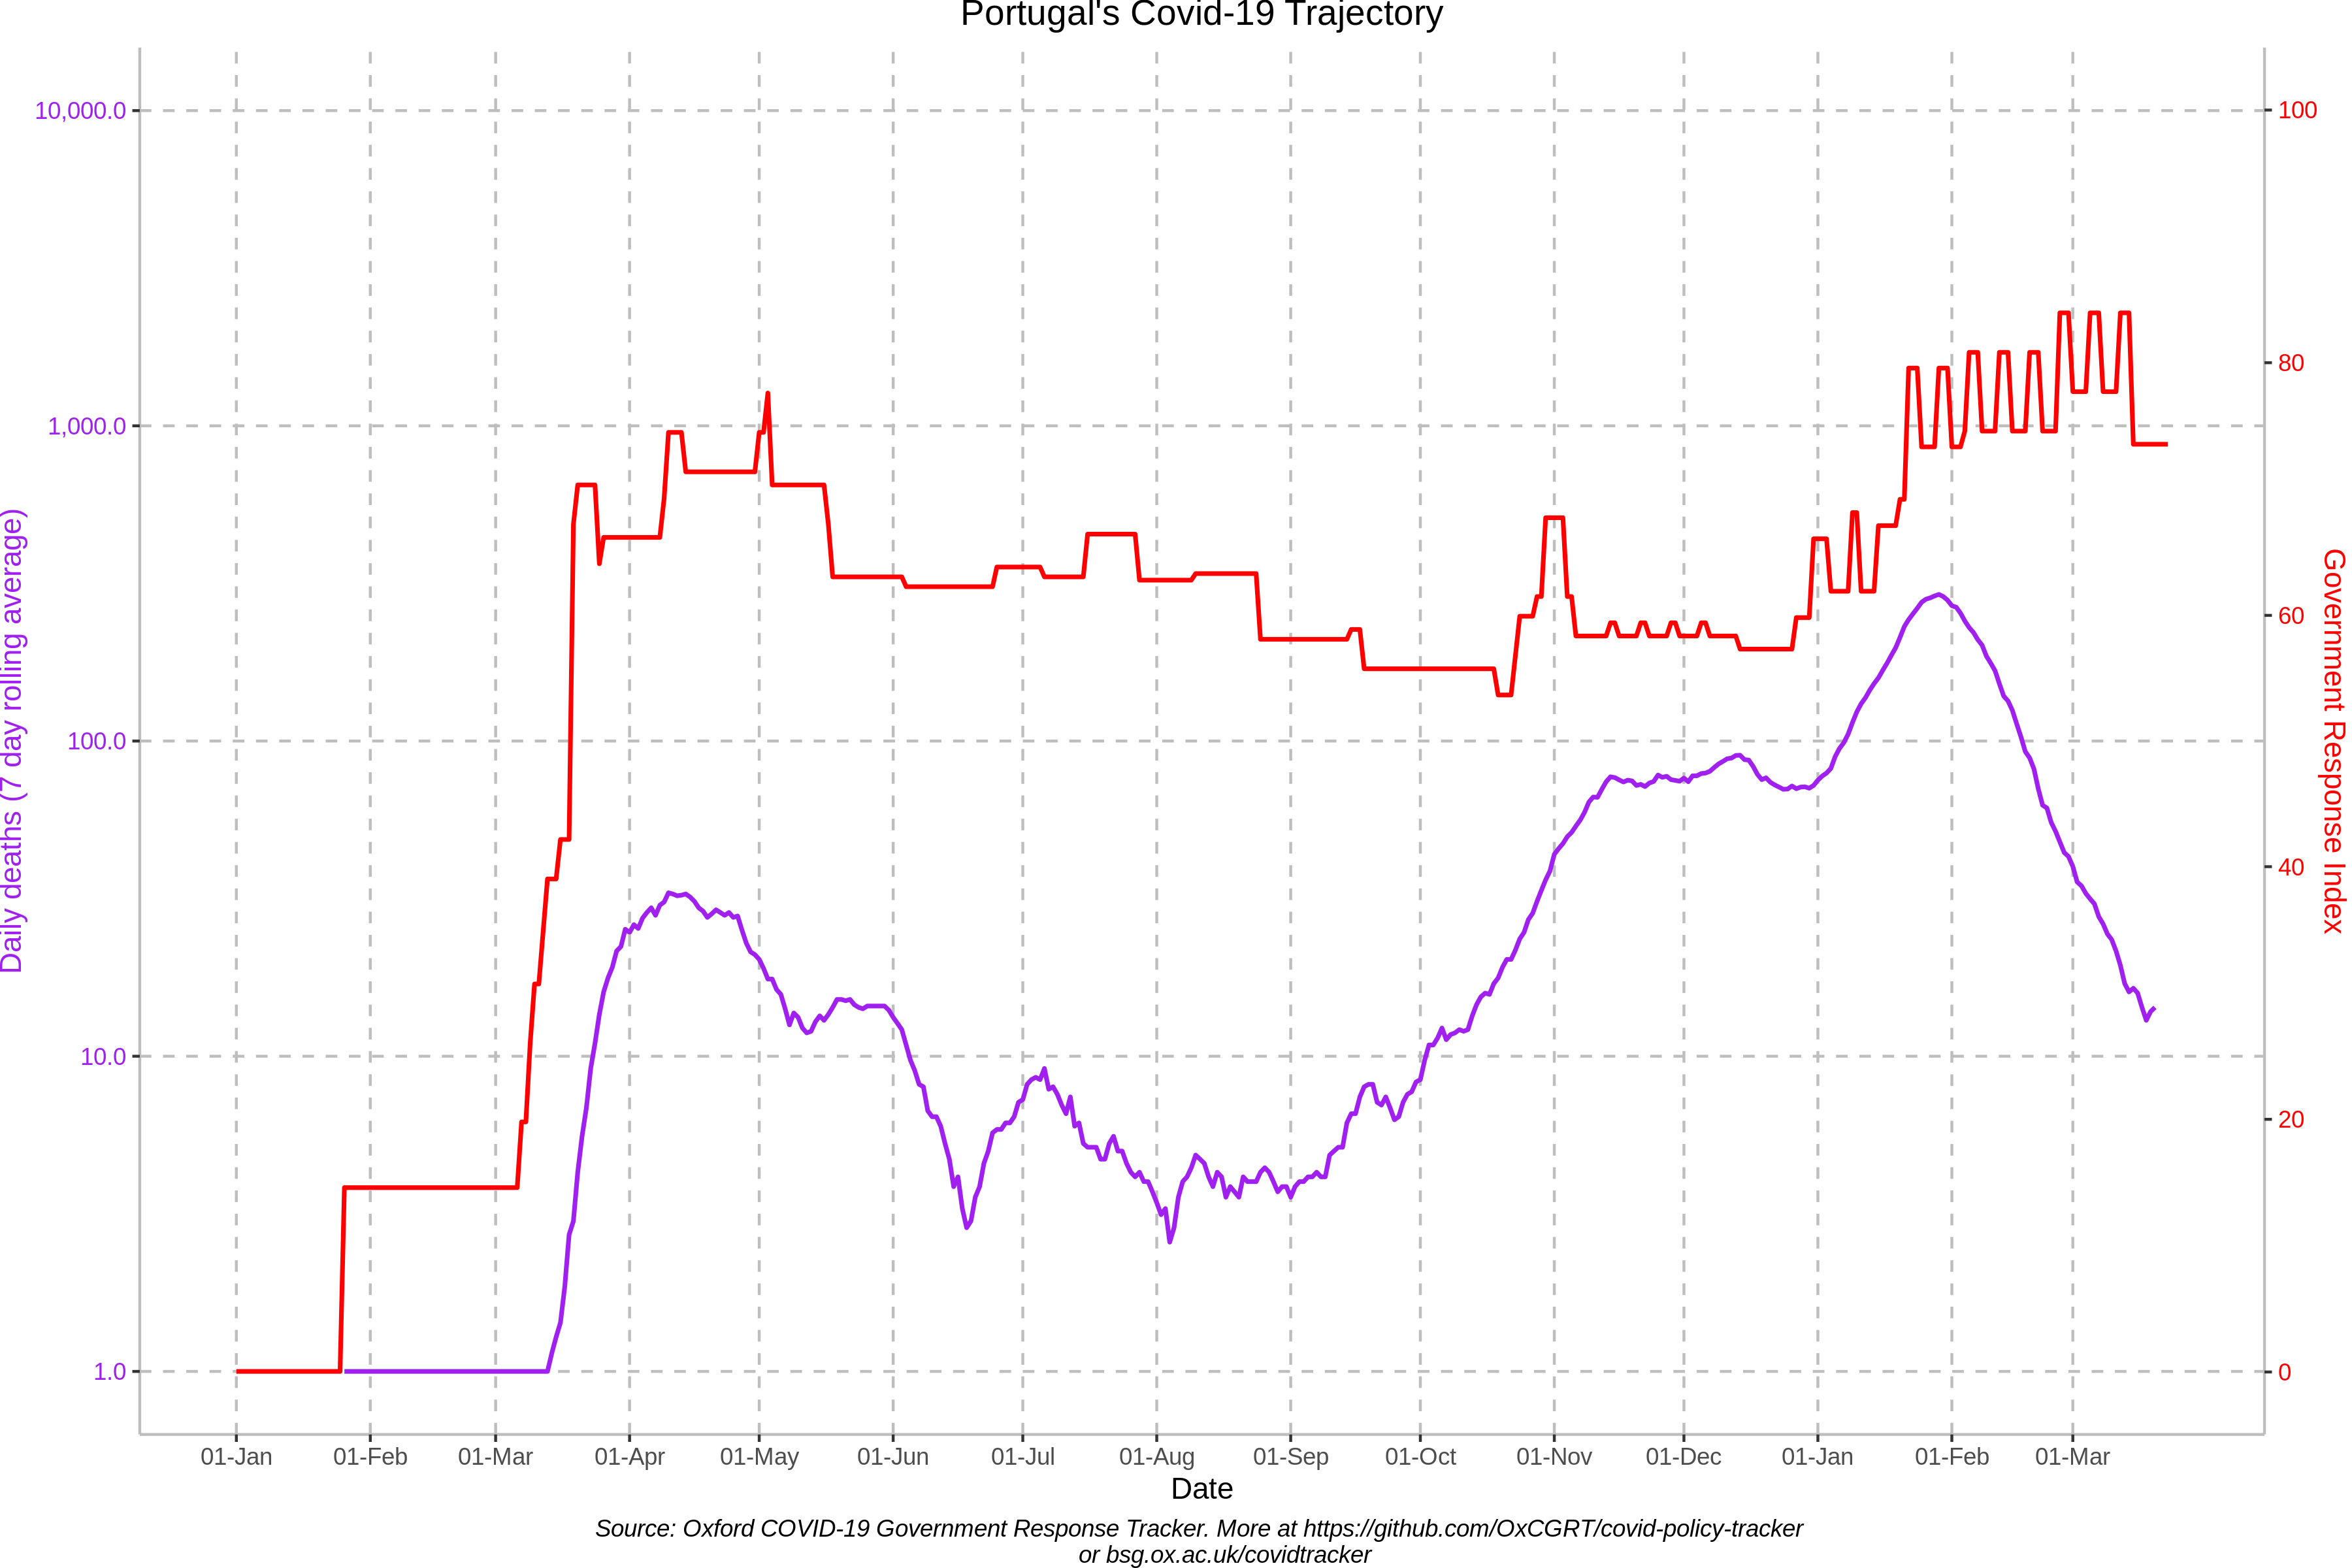 Portugal's Covid-19 Trajectory
10,000.0
1,000.0
100.0
10.0
1.0
Daily deaths (7 day rolling average)
100
80
60
40
20
0
Government Response Index
01-Jan 01-Feb 01-Mar 01-Apr 01-May 01-Jun 01-Jul 01-Aug 01-Sep 01-Oct 01-Nov 01-Dec 01-Jan 01-Feb 01-Mar
Date
Source: Oxford COVID-19 Government Response Tracker. More at https://github.com/OxCGRT/covid-policy-tracker
or bsg.ox.ac.uk/covidtracker